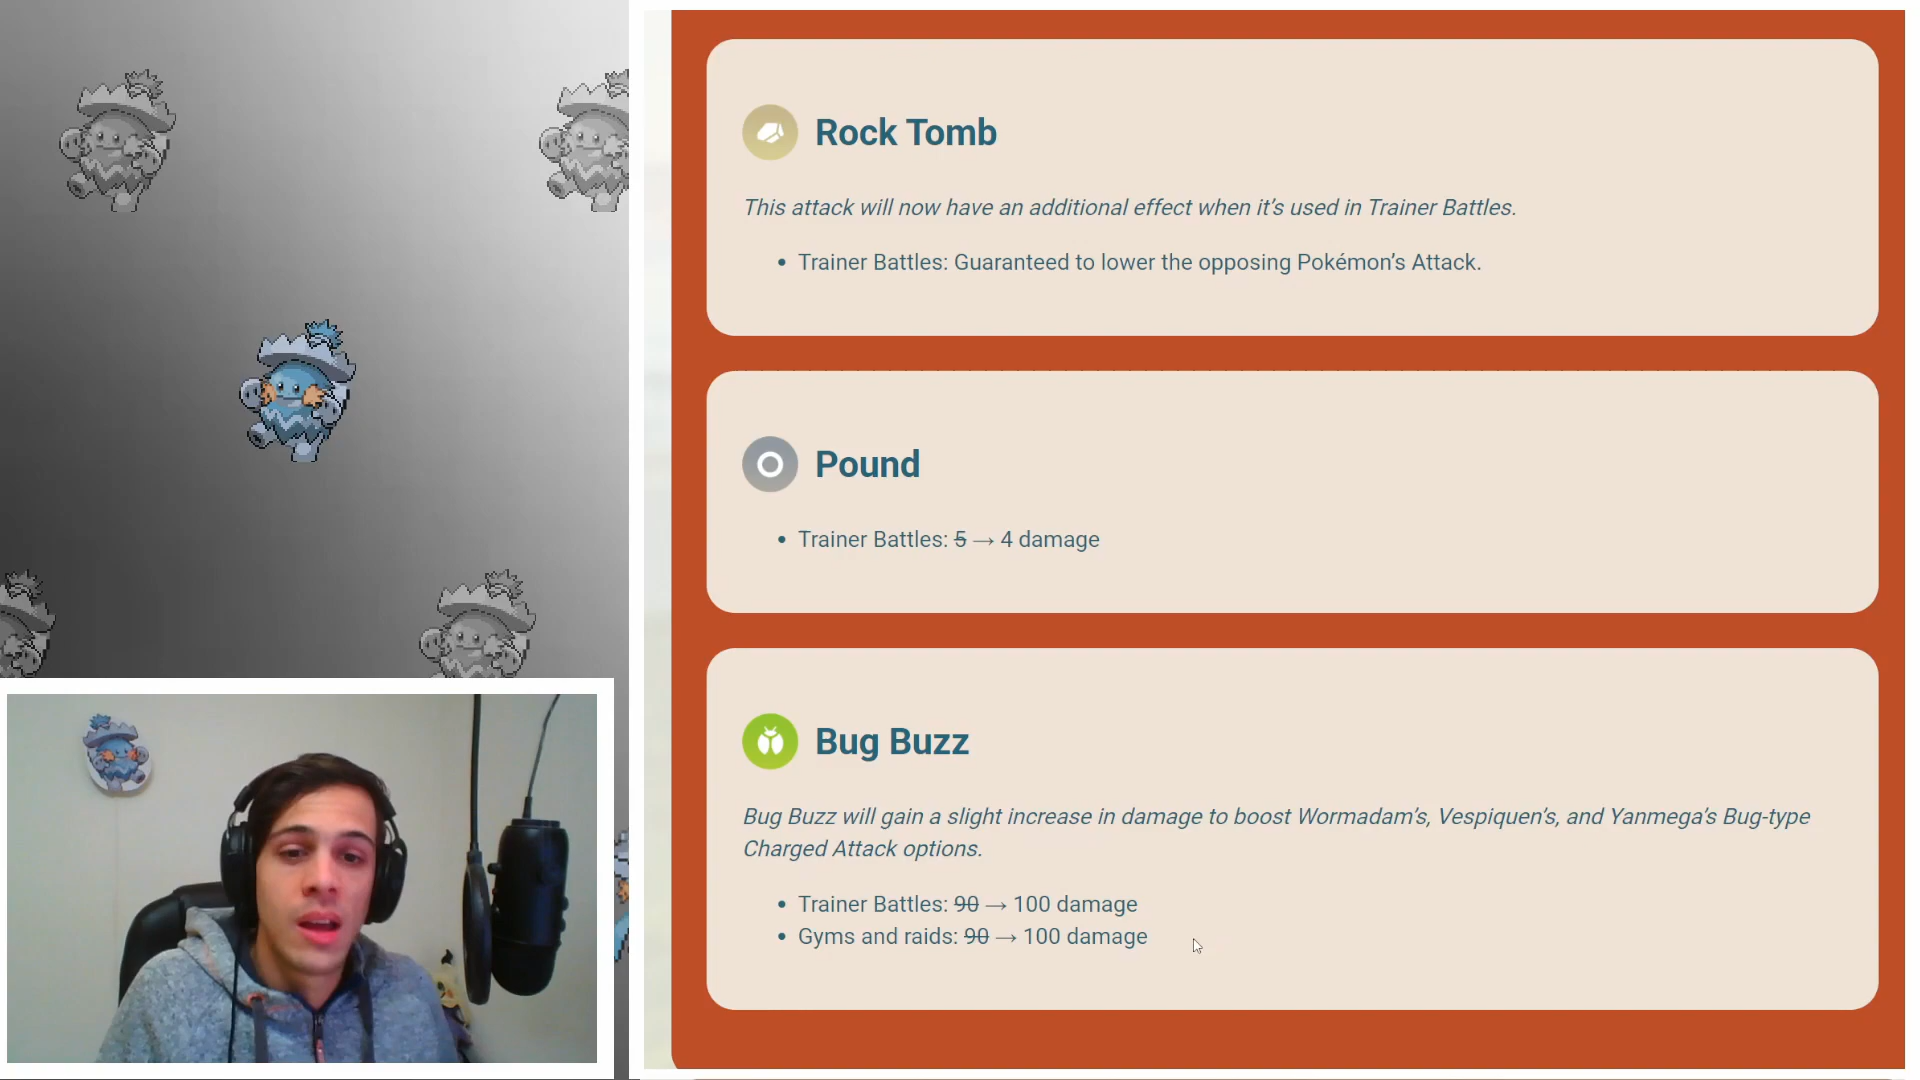 Rock Tomb
This attack will now have an additional effect when it’s used in Trainer Battles.
• Trainer Battles: Guaranteed to lower the opposing Pokémon’s Attack.
Pound
• Trainer Battles: 5 → 4 damage
Bug Buzz
Bug Buzz will gain a slight increase in damage to boost Wormadam’s, Vespiquen’s, and Yanmega’s Bug-type
Charged Attack options.
• Trainer Battles: 90 → 100 damage
• Gyms and raids: 90 → 100 damage